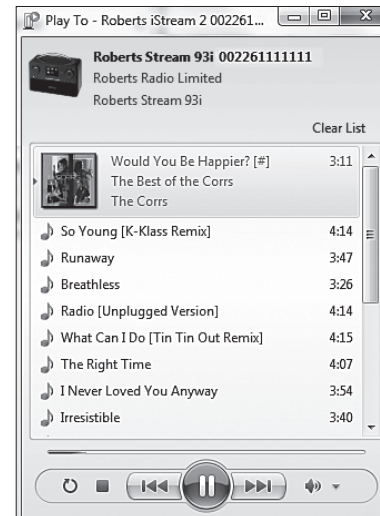 Play To - Roberts iStream 2 002261...
Roberts Stream 93i 002261111111
Roberts Radio Limited
Roberts Stream 93i
Clear List
Would You Be Happier? [#] 3:11
The Best of the Corrs
The Corrs
So Young [K-Klass Remix] 4:14
Runaway 3:47
Breathless 3:26
Radio [Unplugged Version] 4:14
What Can I Do [Tin Tin Out Remix] 4:15
The Right Time 4:07
I Never Loved You Anyway 3:54
Irresistible 3:40